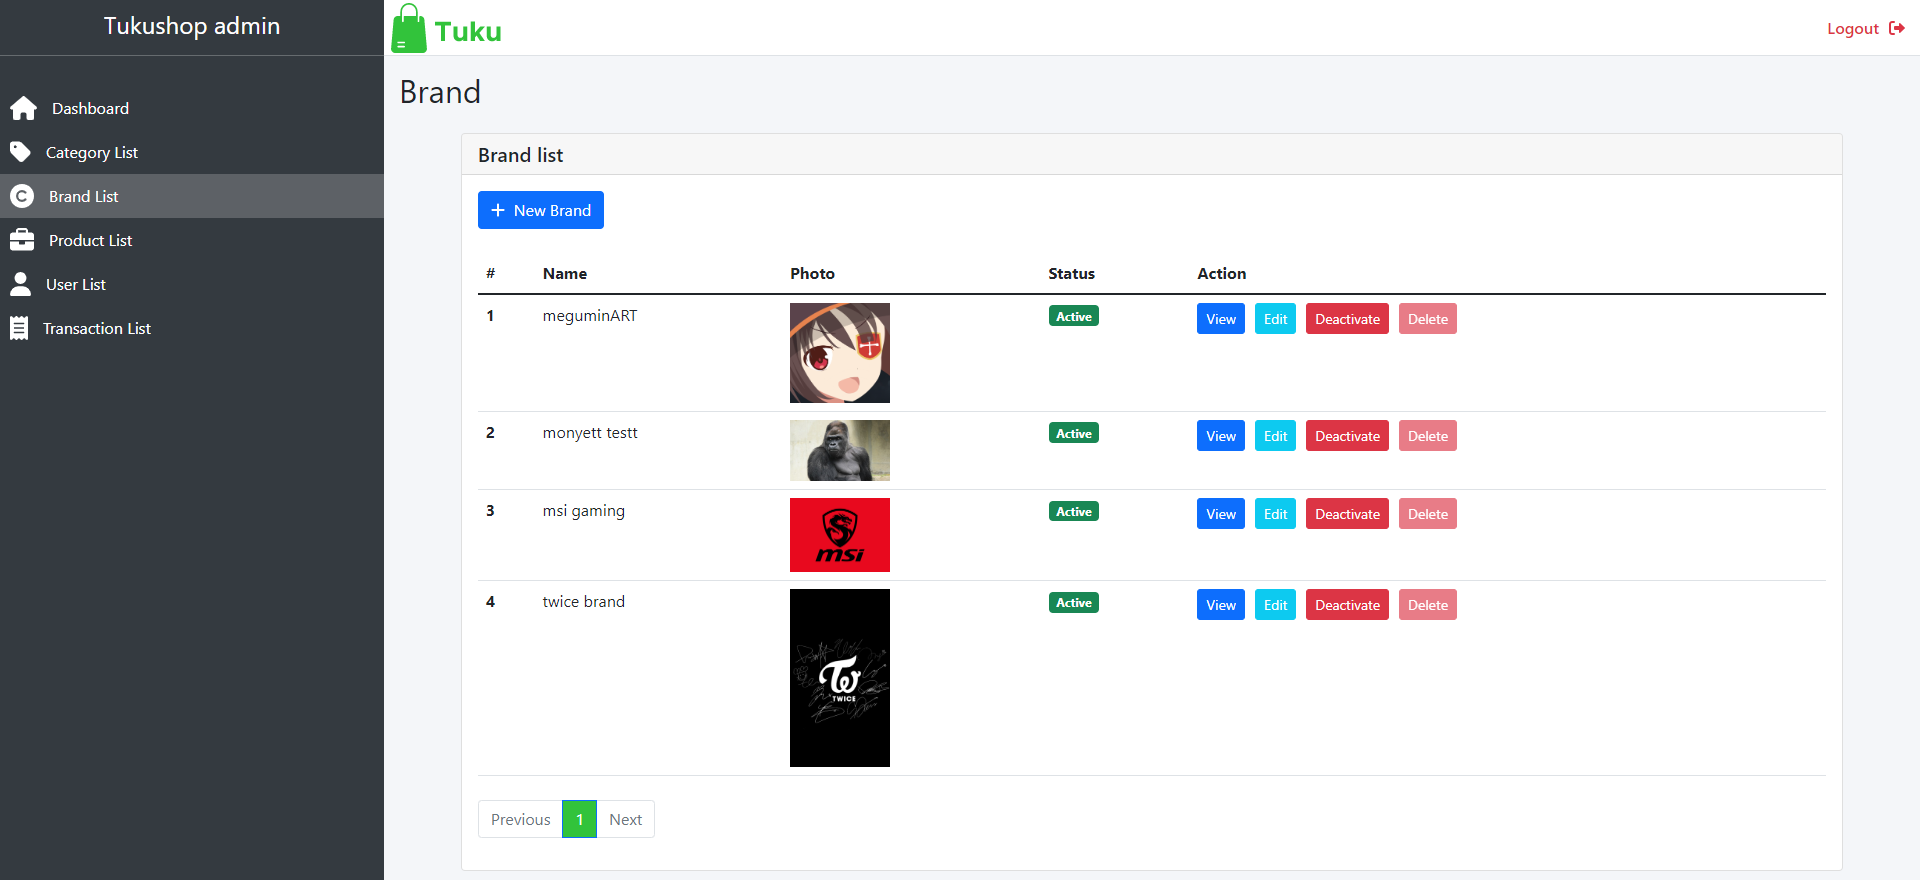 Tukushop admin
Tuku
Logout
Dashboard
Category List
Brand List
Product List
User List
Transaction List
Brand
Brand list
New Brand
# Name Photo Status Action
1 meguminART Active View Edit Deactivate Delete
2 monyett testt Active View Edit Deactivate Delete
3 msi gaming Active View Edit Deactivate Delete
msi
4 twice brand Active View Edit Deactivate Delete
TWICE
Previous 1 Next